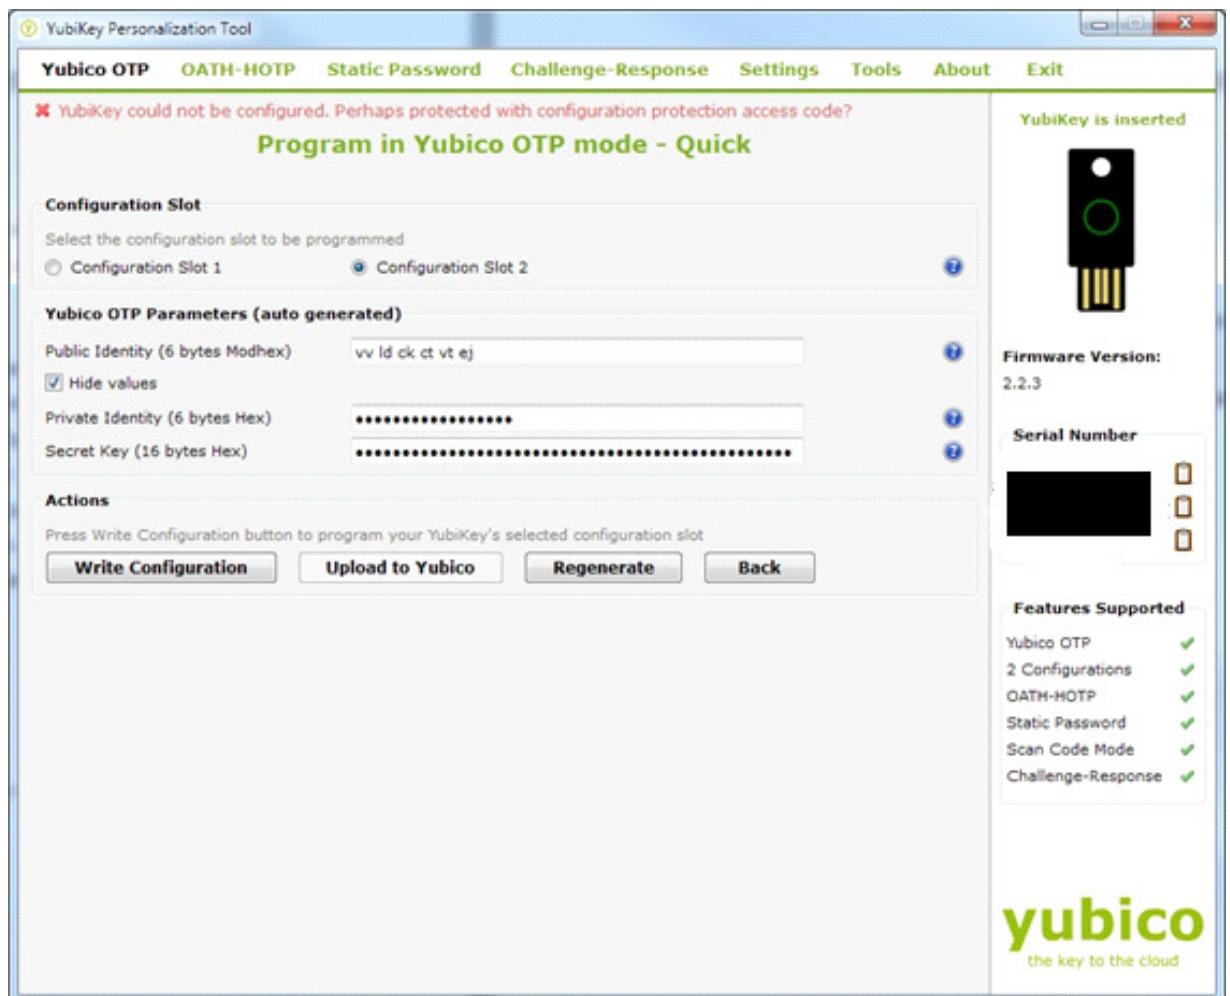 YubiKey Personalization Tool
Yubico OTP OATH-HOTP Static Password Challenge-Response Settings Tools About Exit
YubiKey could not be configured. Perhaps protected with configuration protection access code?
Program in Yubico OTP mode - Quick
Configuration Slot
Select the configuration slot to be programmed
Configuration Slot 1 Configuration Slot 2
Yubico OTP Parameters (auto generated)
Public Identity (6 bytes Modhex) vv ld ck ct vt ej
Hide values
Private Identity (6 bytes Hex)
Secret Key (16 bytes Hex)
Actions
Press Write Configuration button to program your YubiKey's selected configuration slot
Write Configuration Upload to Yubico Regenerate Back
YubiKey is inserted
Firmware Version:
2.2.3
Serial Number
Features Supported
Yubico OTP
2 Configurations
OATH-HOTP
Static Password
Scan Code Mode
Challenge-Response
yubico
the key to the cloud